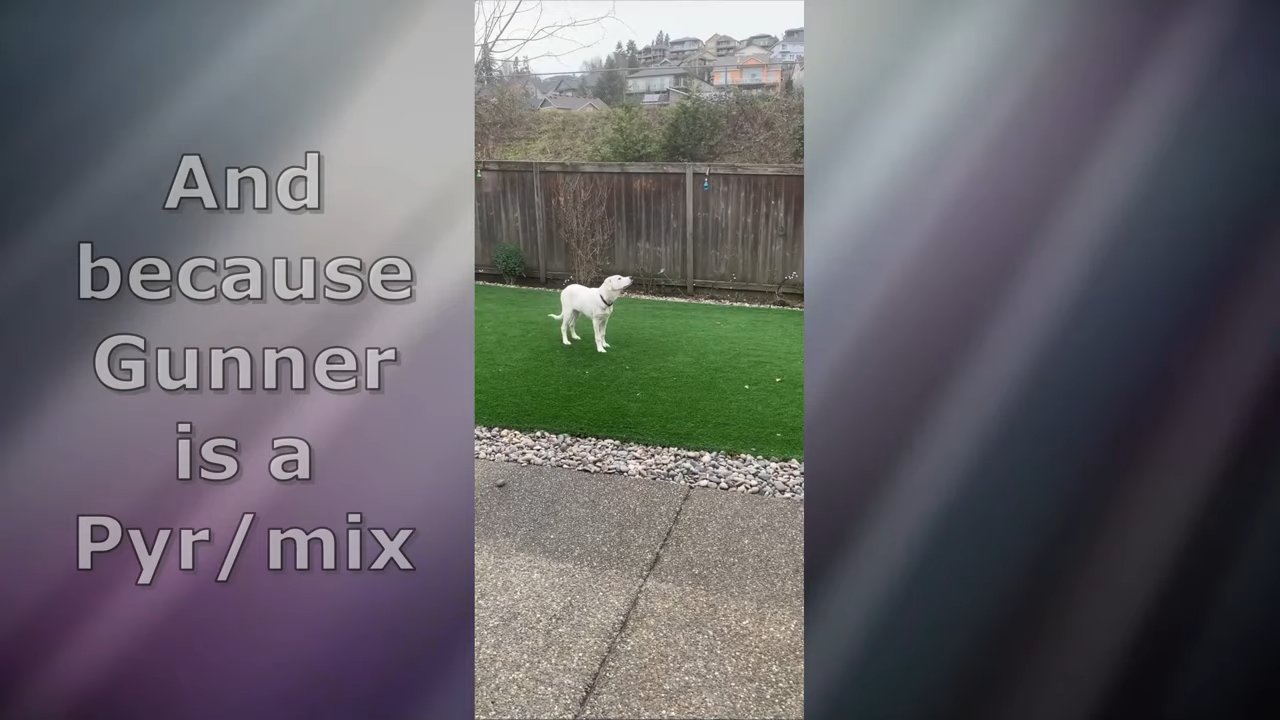 And
because
Gunner
is a
Pyr/mix